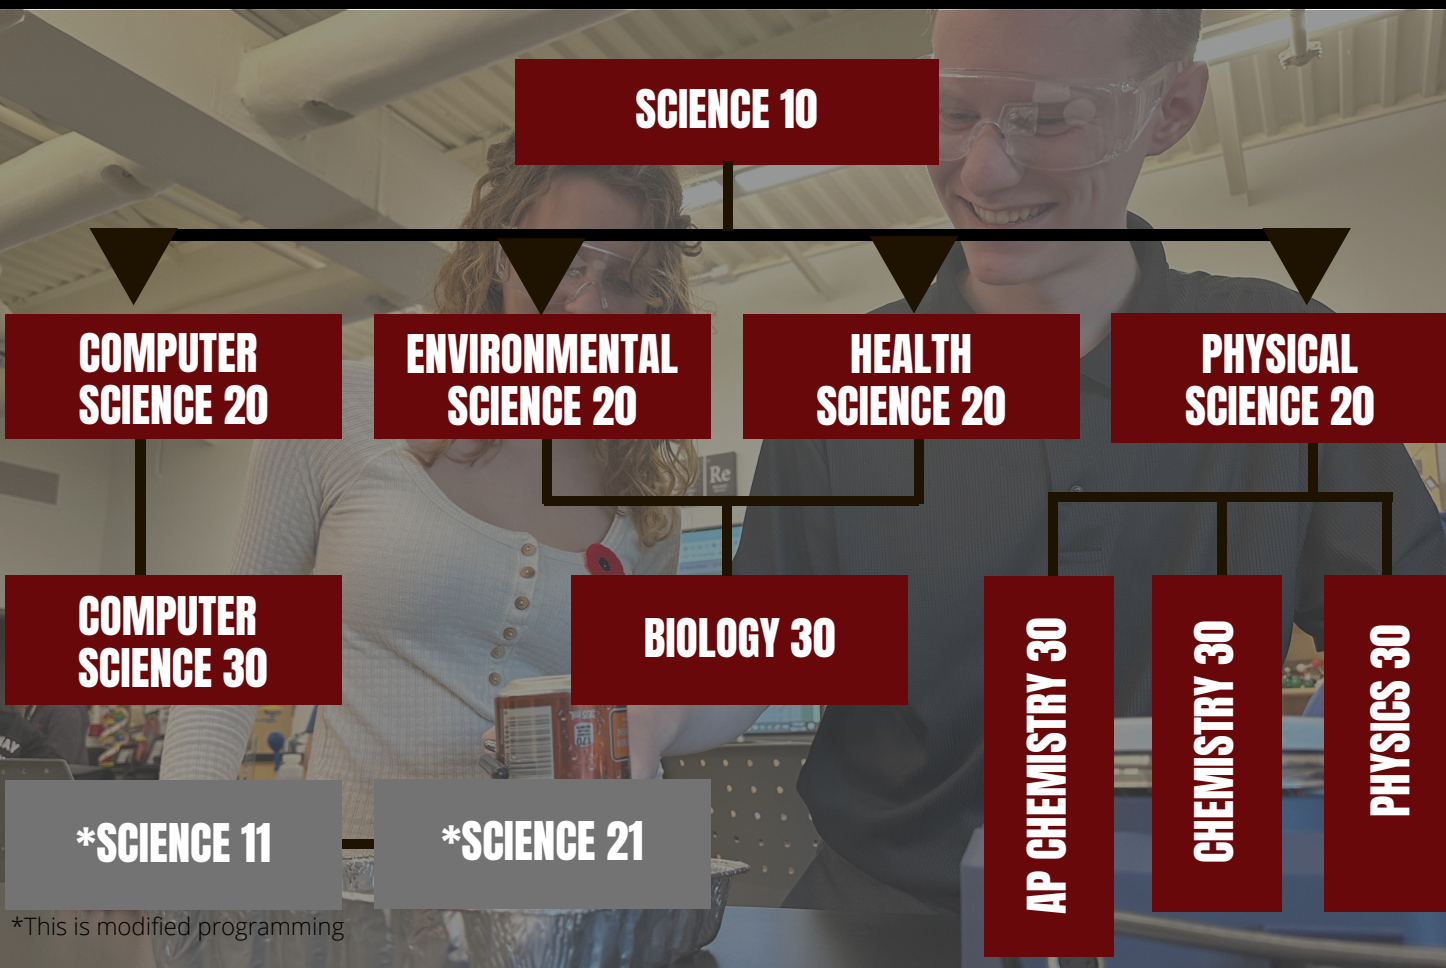 SCIENCE 10
COMPUTER
SCIENCE 20
ENVIRONMENTAL
SCIENCE 20
HEALTH
SCIENCE 20
PHYSICAL
SCIENCE 20
Re
COMPUTER
SCIENCE 30
BIOLOGY 30
AP CHEMISTRY 30
CHEMISTRY 30
PHYSICS 30
*SCIENCE 11
*SCIENCE 21
*This is modified programming